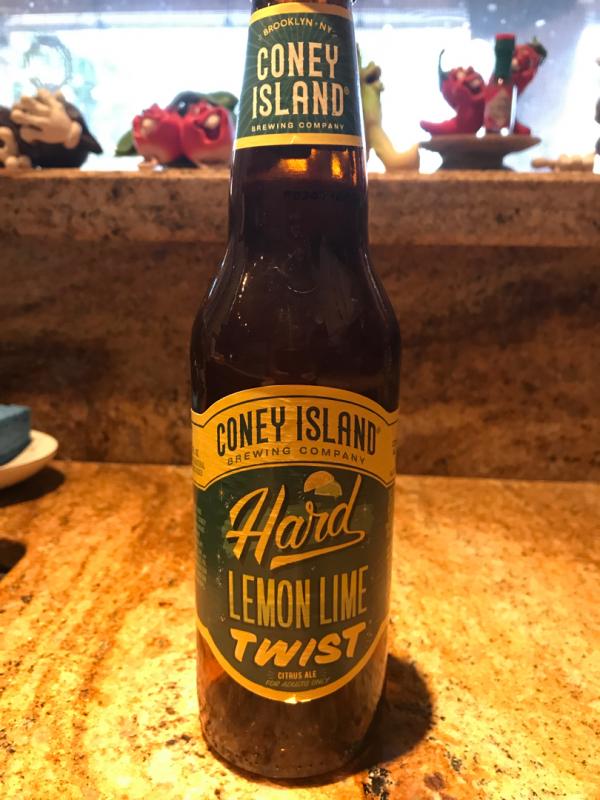 BROOKLYN · NY
CONEY
ISLAND®
BREWING COMPANY
CONEY ISLAND®
BREWING COMPANY
Hard
LEMON LIME
TWIST
CITRUS ALE
FOR ADULTS ONLY